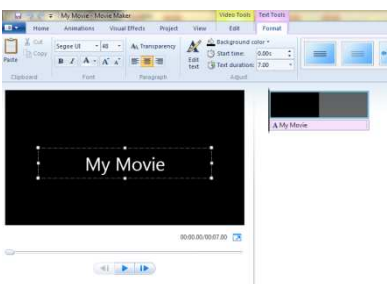 My Movie - Movie Maker
Video Tools Text Tools
Home Animations Visual Effects Project View Edit Format
Paste
Cut
Copy
Segoe UI 48
B I A A A
Transparency
Edit text
Background color
Start time: 0.00s
Text duration: 7.00
Clipboard Font Paragraph Adjust
My Movie
A My Movie
00:00.00/00:07.00